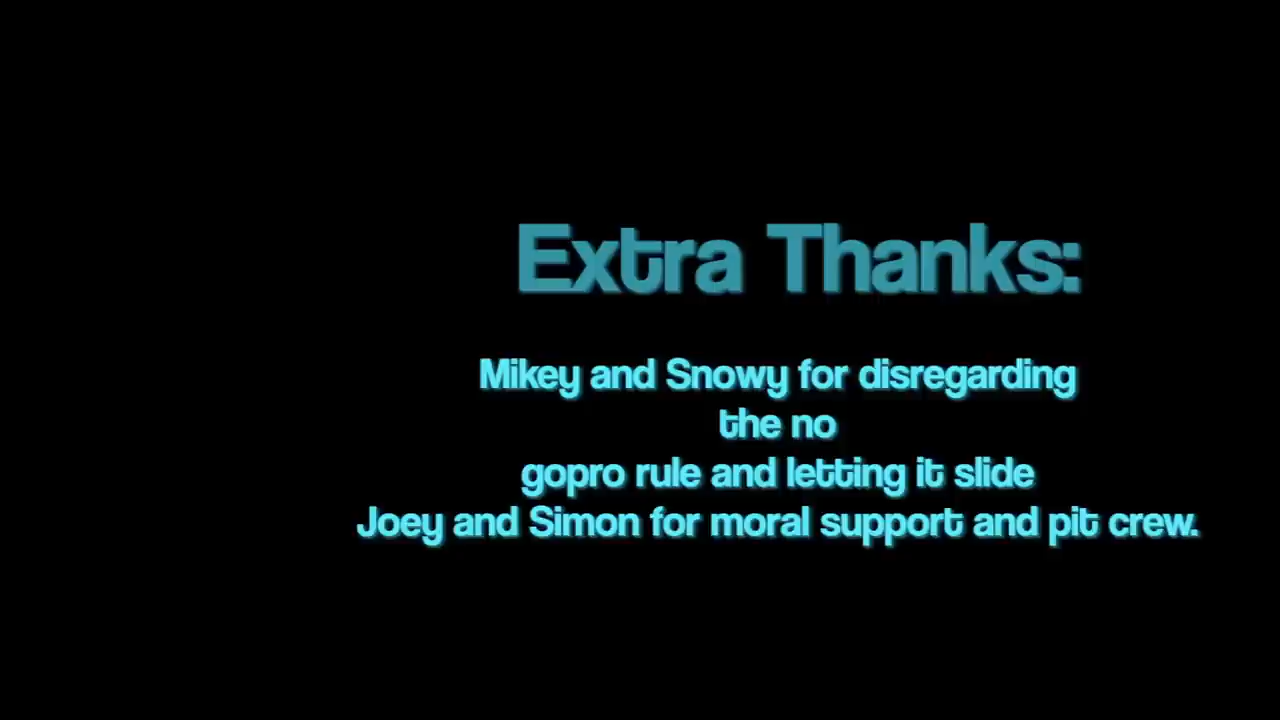 Extra Thanks:
Mikey and Snowy for disregarding
the no
gopro rule and letting it slide
Joey and Simon for moral support and pit crew.